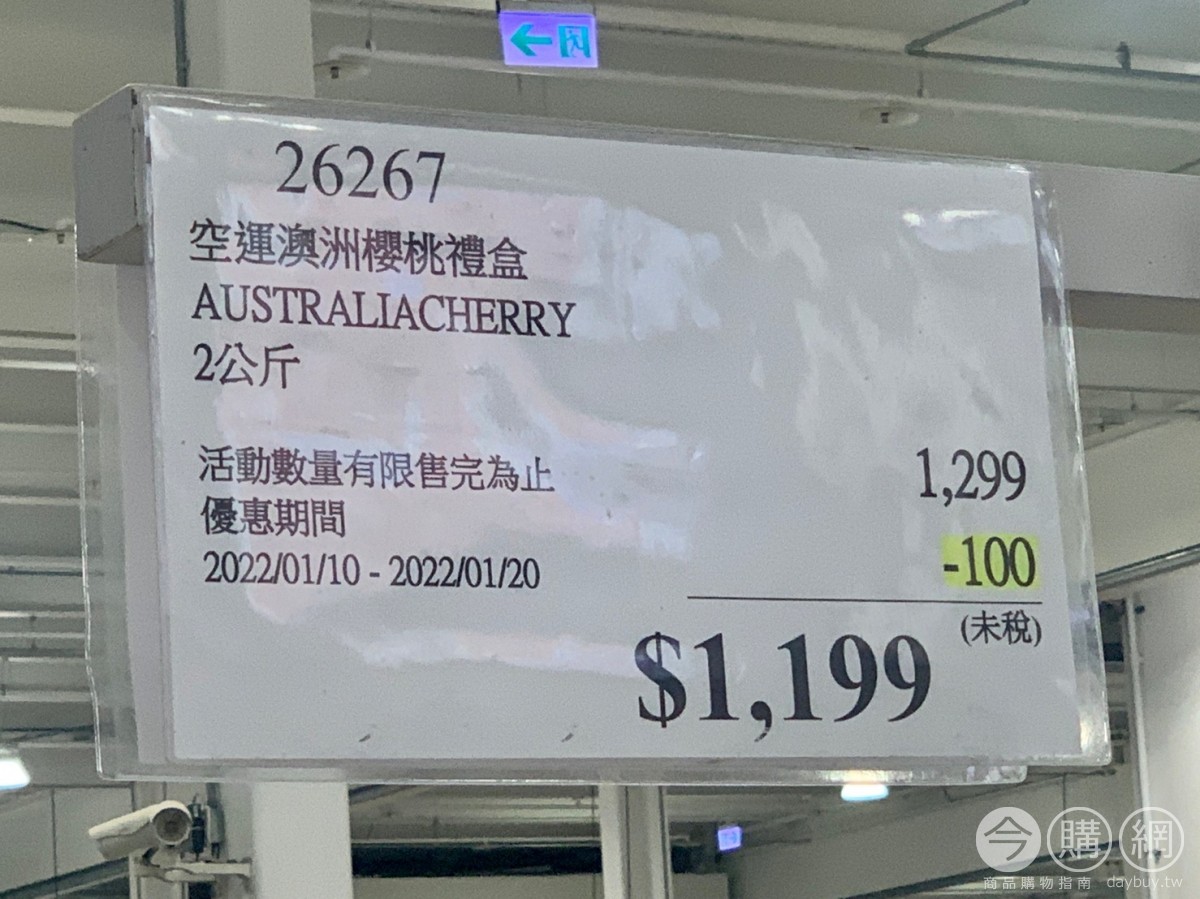 26267
空運澳洲櫻桃禮盒
AUSTRALIACHERRY
2公斤
活動數量有限售完為止
優惠期間
2022/01/10 - 2022/01/20
1,299
-100
(未稅)
$1,199
今購網
商品購物指南 daybuy.tw